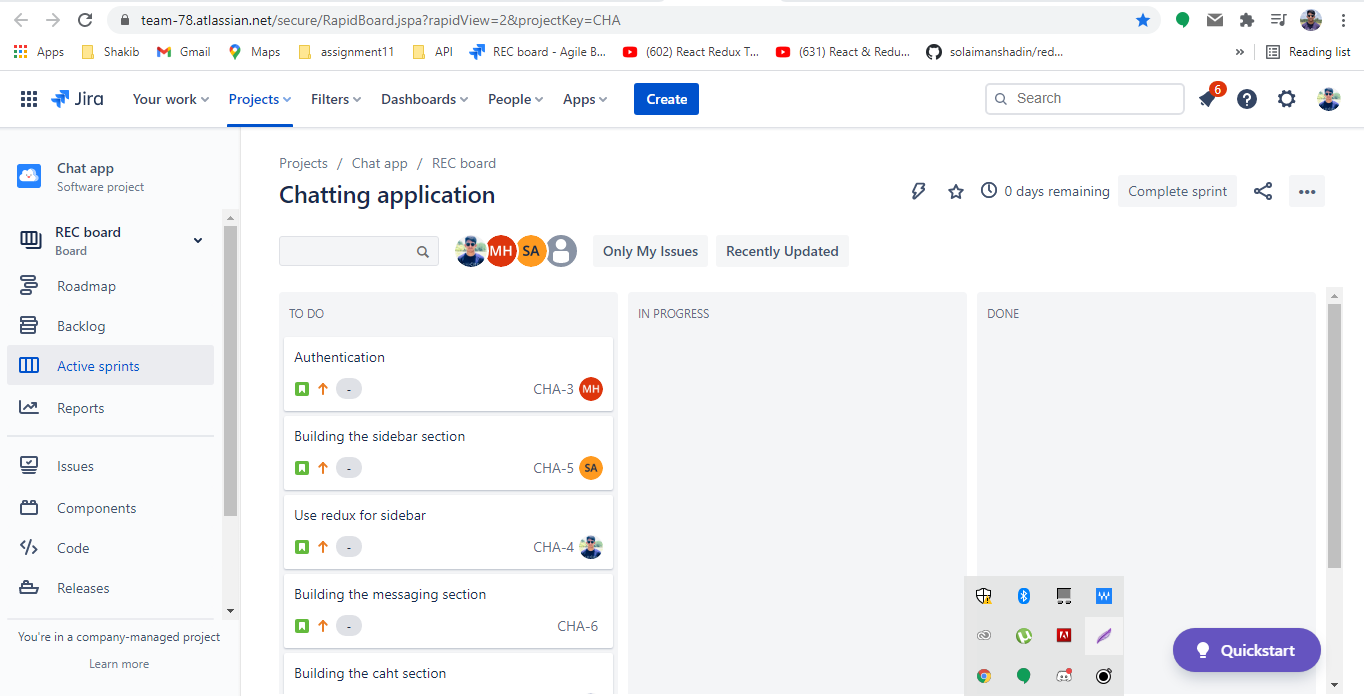 team-78.atlassian.net/secure/RapidBoard.jspa?rapidView=2&projectKey=CHA
Apps Shakib Gmail Maps assignment11 API REC board - Agile B... (602) React Redux T... (631) React & Redu... solaimanshadin/red... » Reading list
Jira Your work Projects Filters Dashboards People Apps Create Search 6
Chat app
Software project
REC board
Board
Roadmap
Backlog
Active sprints
Reports
Issues
Components
Code
Releases
You're in a company-managed project
Learn more
Projects / Chat app / REC board
Chatting application
0 days remaining Complete sprint
MH SA Only My Issues Recently Updated
TO DO IN PROGRESS DONE
Authentication
- CHA-3 MH
Building the sidebar section
- CHA-5 SA
Use redux for sidebar
- CHA-4
Building the messaging section
- CHA-6
Building the caht section
Quickstart